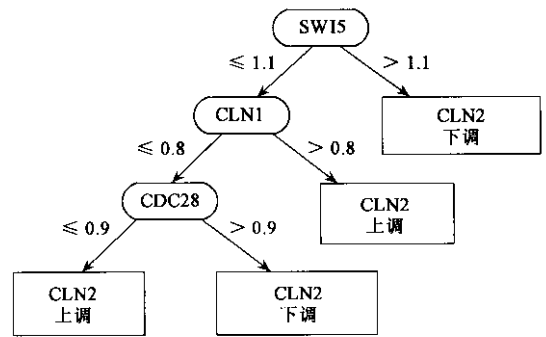 SWI5
≤ 1.1
> 1.1
CLN1
CLN2
下调
≤ 0.8
> 0.8
CDC28
CLN2
上调
≤ 0.9
> 0.9
CLN2
上调
CLN2
下调